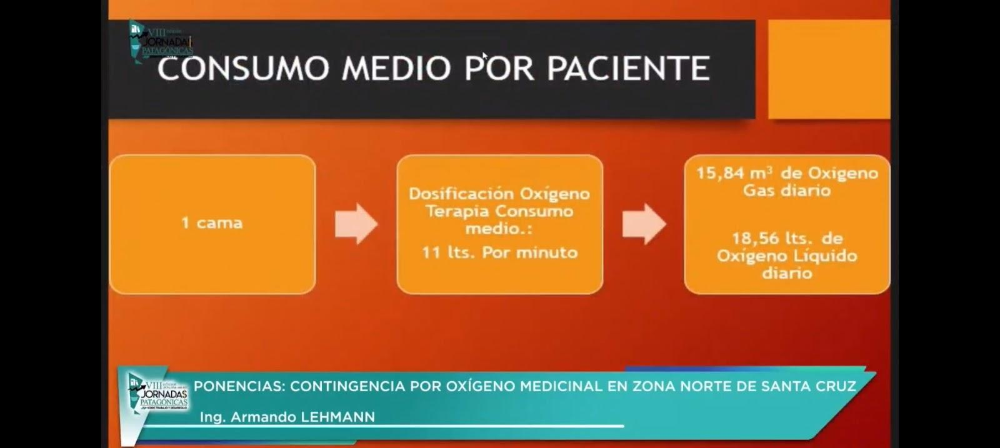 VIII
JORNADAS
PATAGÓNICAS
CONSUMO MEDIO POR PACIENTE
1 cama
Dosificación Oxígeno
Terapia Consumo
medio.:
11 lts. Por minuto
15,84 m³ de Oxígeno
Gas diario
18,56 lts. de
Oxígeno Líquido
diario
VIII
JORNADAS
PATAGÓNICAS
PONENCIAS: CONTINGENCIA POR OXÍGENO MEDICINAL EN ZONA NORTE DE SANTA CRUZ
Ing. Armando LEHMANN